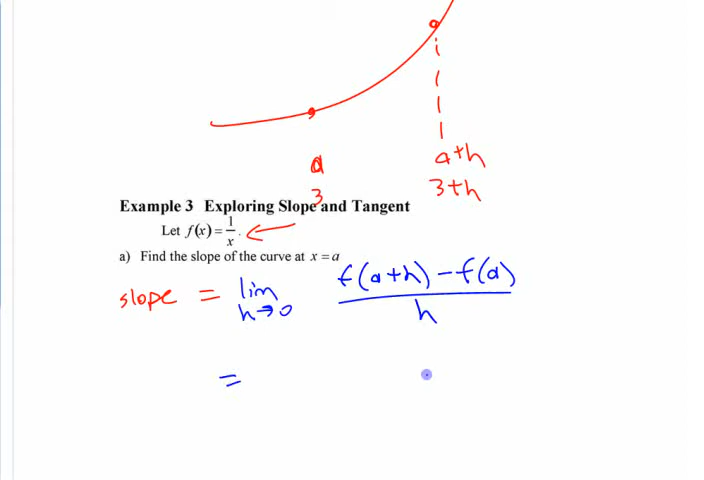 a a+h
3 3+h
Example 3 Exploring Slope and Tangent
Let f(x) = 1/x.
a) Find the slope of the curve at x = a
slope = lim h→0 f(a+h) − f(a) / h
=